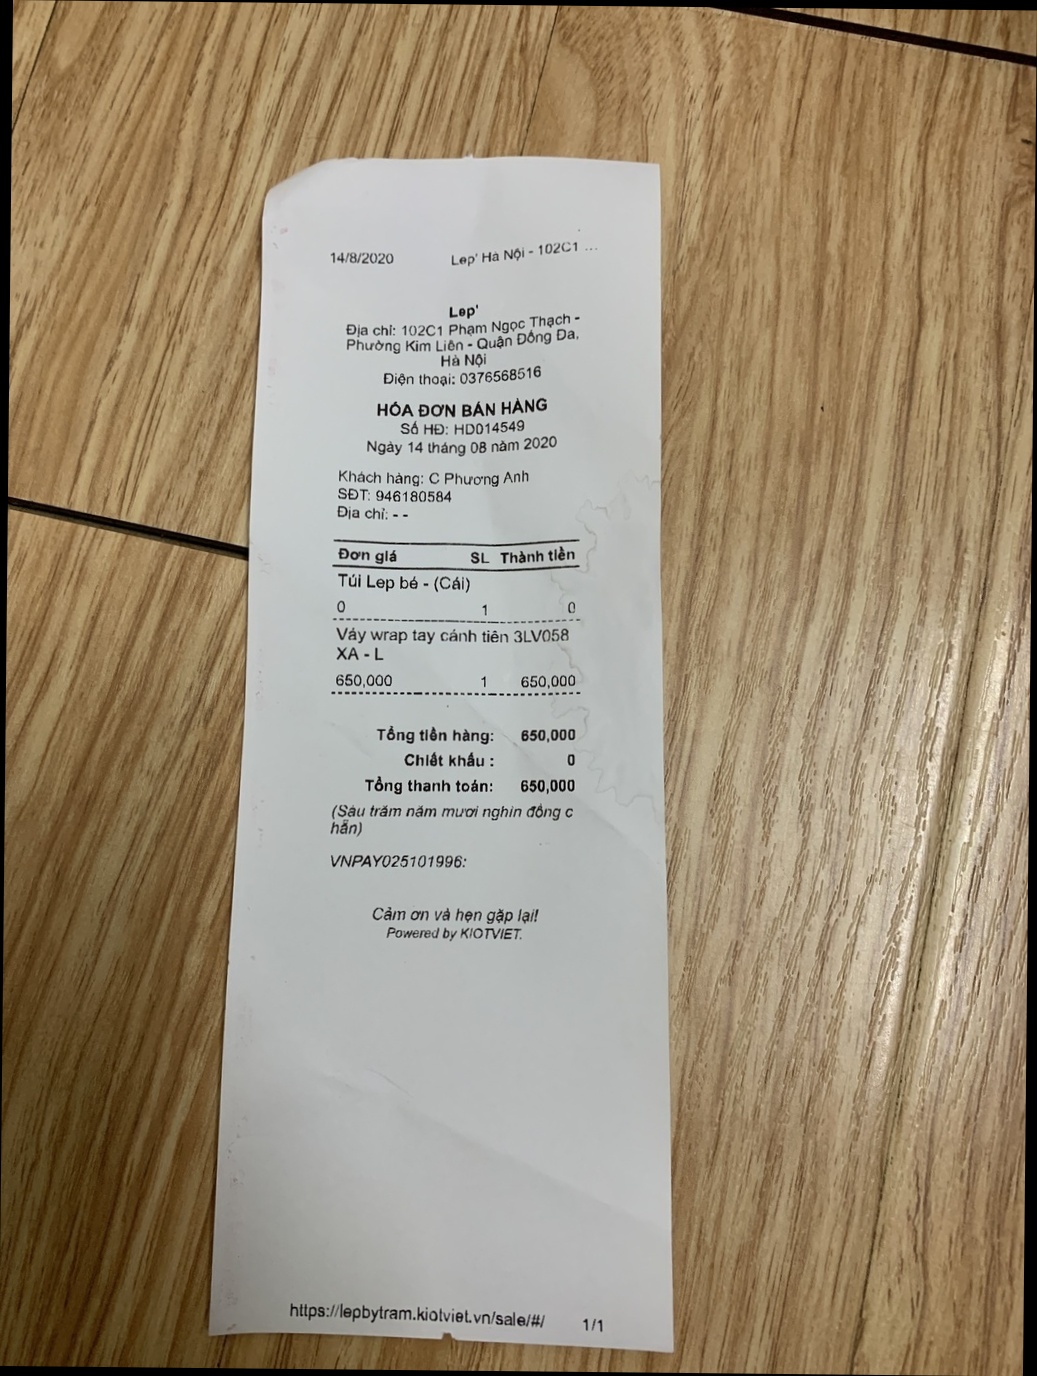 14/8/2020 Lep' Hà Nội - 102C1 ...
Lep'
Địa chỉ: 102C1 Phạm Ngọc Thạch -
Phường Kim Liên - Quận Đống Đa,
Hà Nội
Điện thoại: 0376568516
HÓA ĐƠN BÁN HÀNG
Số HĐ: HD014549
Ngày 14 tháng 08 năm 2020
Khách hàng: C Phương Anh
SĐT: 946180584
Địa chỉ: - -
Đơn giá SL Thành tiền
Túi Lep bé - (Cái)
0 1 0
Váy wrap tay cánh tiên 3LV058
XA - L
650,000 1 650,000
Tổng tiền hàng: 650,000
Chiết khấu : 0
Tổng thanh toán: 650,000
(Sáu trăm năm mươi nghìn đồng c
hẵn)
VNPAY025101996:
Cảm ơn và hẹn gặp lại!
Powered by KIOTVIET.
https://lepbytram.kiotviet.vn/sale/#/ 1/1